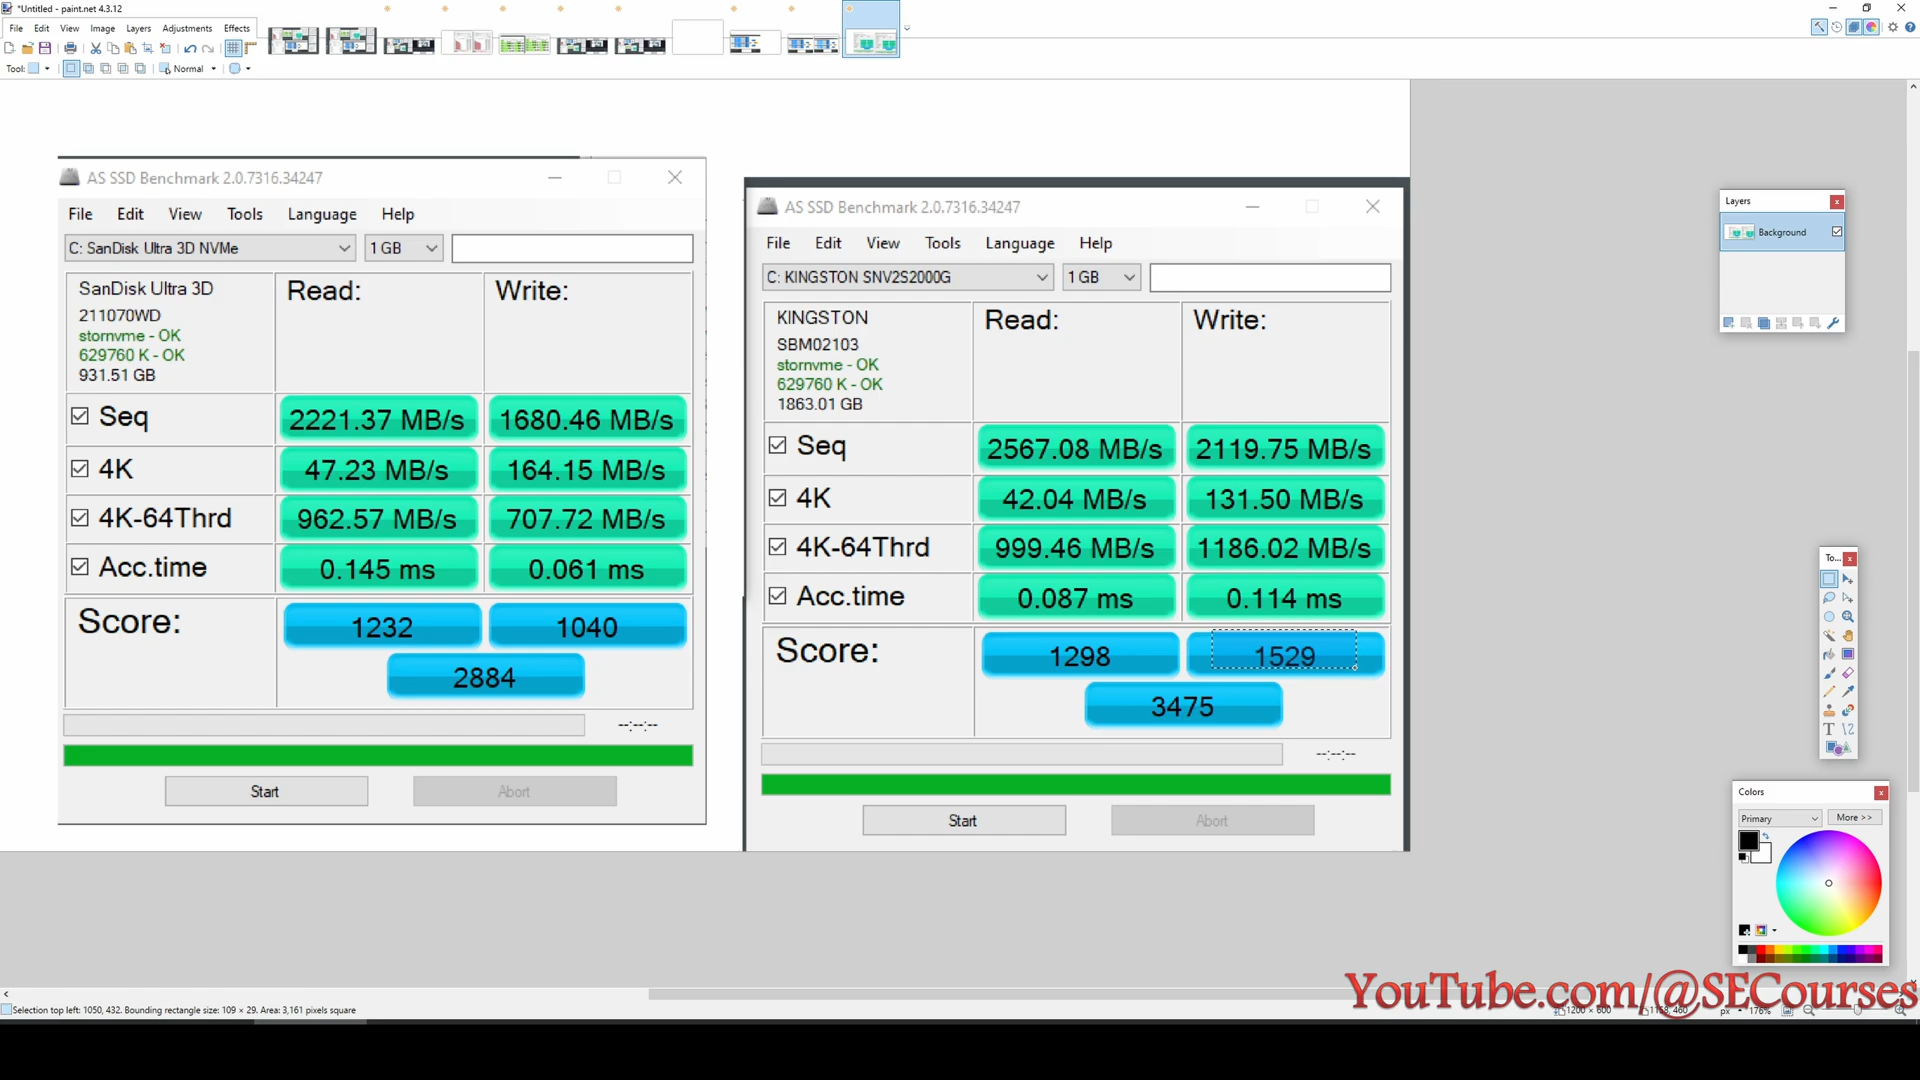 *Untitled - paint.net 4.3.12
File Edit View Image Layers Adjustments Effects
Tool: Normal
AS SSD Benchmark 2.0.7316.34247
File Edit View Tools Language Help
C: SanDisk Ultra 3D NVMe 1 GB
SanDisk Ultra 3D
211070WD
stornvme - OK
629760 K - OK
931.51 GB
Read: Write:
Seq 2221.37 MB/s 1680.46 MB/s
4K 47.23 MB/s 164.15 MB/s
4K-64Thrd 962.57 MB/s 707.72 MB/s
Acc.time 0.145 ms 0.061 ms
Score: 1232 1040
2884
--:--:--
Start Abort
AS SSD Benchmark 2.0.7316.34247
File Edit View Tools Language Help
C: KINGSTON SNV2S2000G 1 GB
KINGSTON
SBM02103
stornvme - OK
629760 K - OK
1863.01 GB
Read: Write:
Seq 2567.08 MB/s 2119.75 MB/s
4K 42.04 MB/s 131.50 MB/s
4K-64Thrd 999.46 MB/s 1186.02 MB/s
Acc.time 0.087 ms 0.114 ms
Score: 1298 1529
3475
--:--:--
Start Abort
Layers
Background
To...
Colors
Primary More >>
YouTube.com/@SECourses
Selection top left: 1050, 432. Bounding rectangle size: 109 × 29. Area: 3,161 pixels square
1200 × 600 1158, 460 px 176%